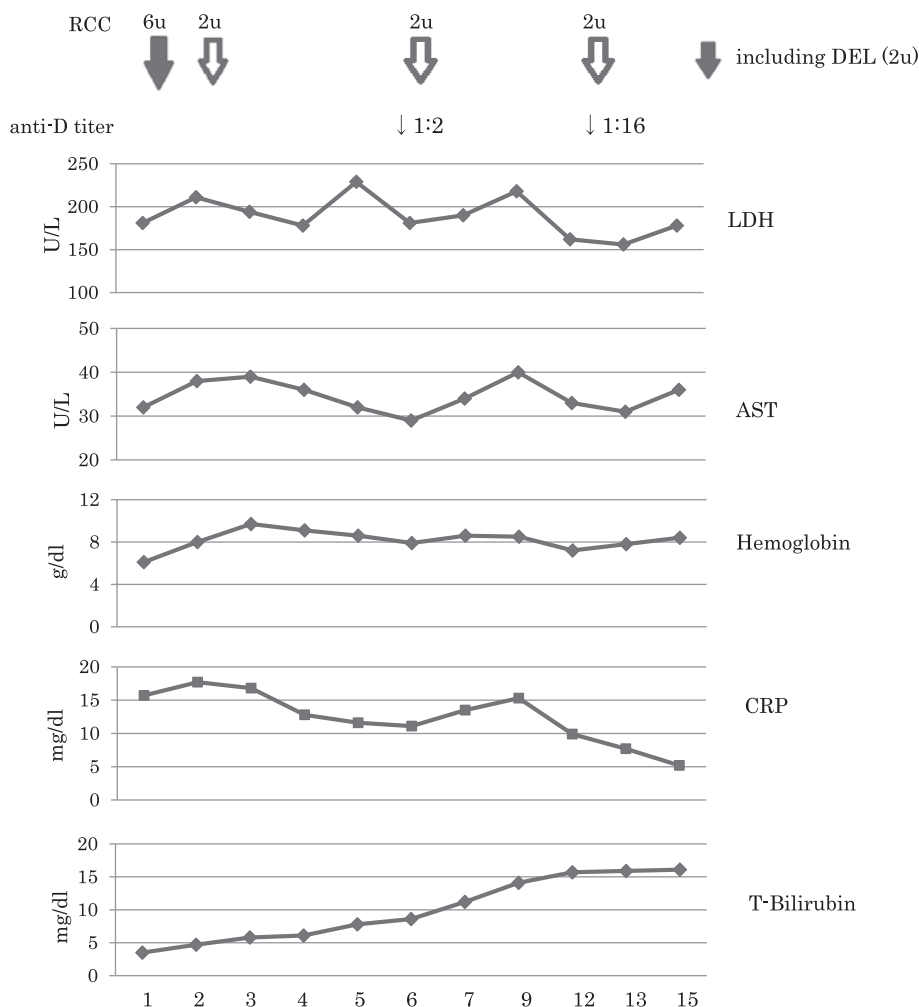 RCC 6u 2u 2u 2u
including DEL (2u)
anti-D titer ↓ 1:2 ↓ 1:16
250
200
150
100
U/L
LDH
50
40
30
20
U/L
AST
12
8
4
0
g/dl
Hemoglobin
20
15
10
5
0
mg/dl
CRP
20
15
10
5
0
mg/dl
T-Bilirubin
1 2 3 4 5 6 7 9 12 13 15